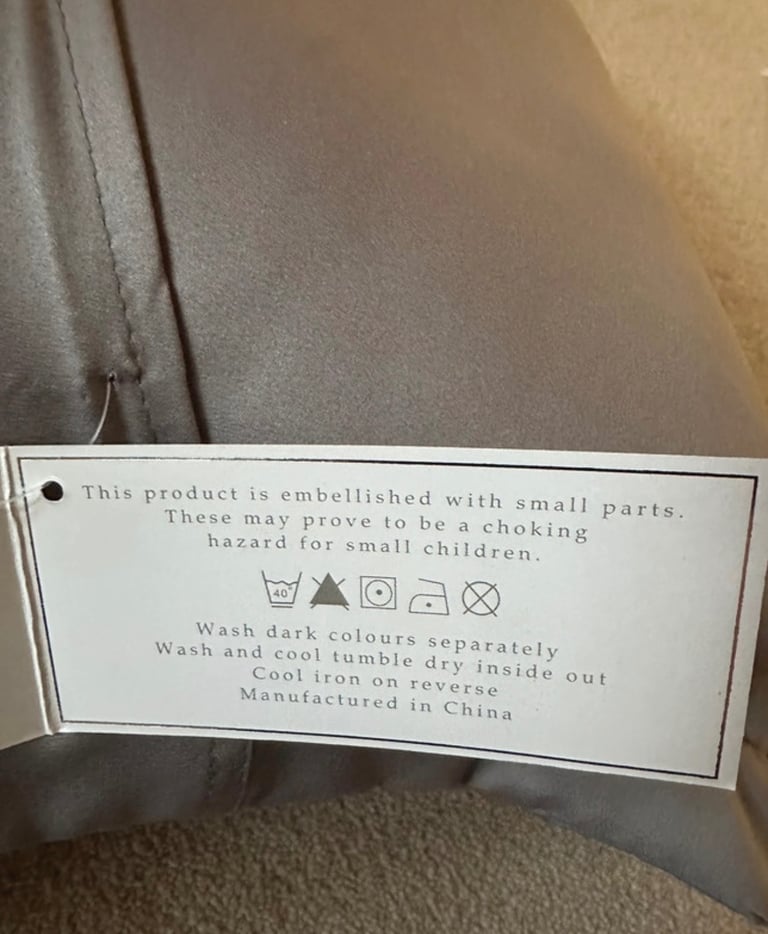 This product is embellished with small parts.
These may prove to be a choking
hazard for small children.
40°
Wash dark colours separately
Wash and cool tumble dry inside out
Cool iron on reverse
Manufactured in China